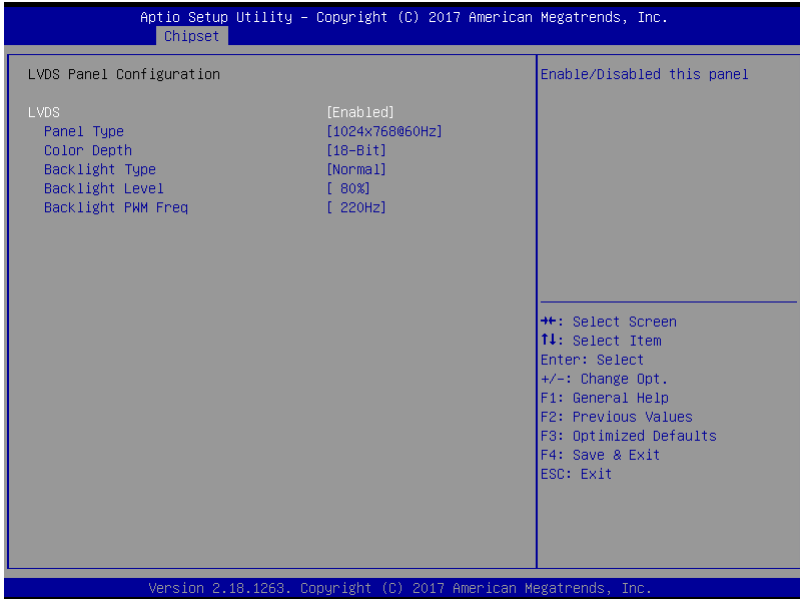 Aptio Setup Utility – Copyright (C) 2017 American Megatrends, Inc.
Chipset
LVDS Panel Configuration
LVDS [Enabled]
Panel Type [1024x768@60Hz]
Color Depth [18-Bit]
Backlight Type [Normal]
Backlight Level [ 80%]
Backlight PWM Freq [ 220Hz]
Enable/Disabled this panel
→←: Select Screen
↑↓: Select Item
Enter: Select
+/-: Change Opt.
F1: General Help
F2: Previous Values
F3: Optimized Defaults
F4: Save & Exit
ESC: Exit
Version 2.18.1263. Copyright (C) 2017 American Megatrends, Inc.